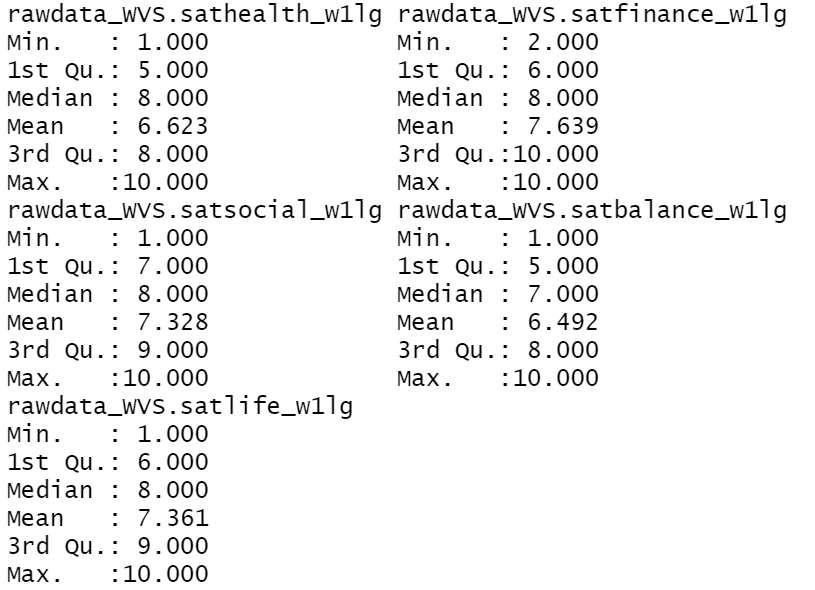 rawdata_WVS.sathealth_w1lg rawdata_WVS.satfinance_w1lg
Min.   : 1.000             Min.   : 2.000
1st Qu.: 5.000             1st Qu.: 6.000
Median : 8.000             Median : 8.000
Mean   : 6.623             Mean   : 7.639
3rd Qu.: 8.000             3rd Qu.:10.000
Max.   :10.000             Max.   :10.000
rawdata_WVS.satsocial_w1lg rawdata_WVS.satbalance_w1lg
Min.   : 1.000             Min.   : 1.000
1st Qu.: 7.000             1st Qu.: 5.000
Median : 8.000             Median : 7.000
Mean   : 7.328             Mean   : 6.492
3rd Qu.: 9.000             3rd Qu.: 8.000
Max.   :10.000             Max.   :10.000
rawdata_WVS.satlife_w1lg
Min.   : 1.000
1st Qu.: 6.000
Median : 8.000
Mean   : 7.361
3rd Qu.: 9.000
Max.   :10.000